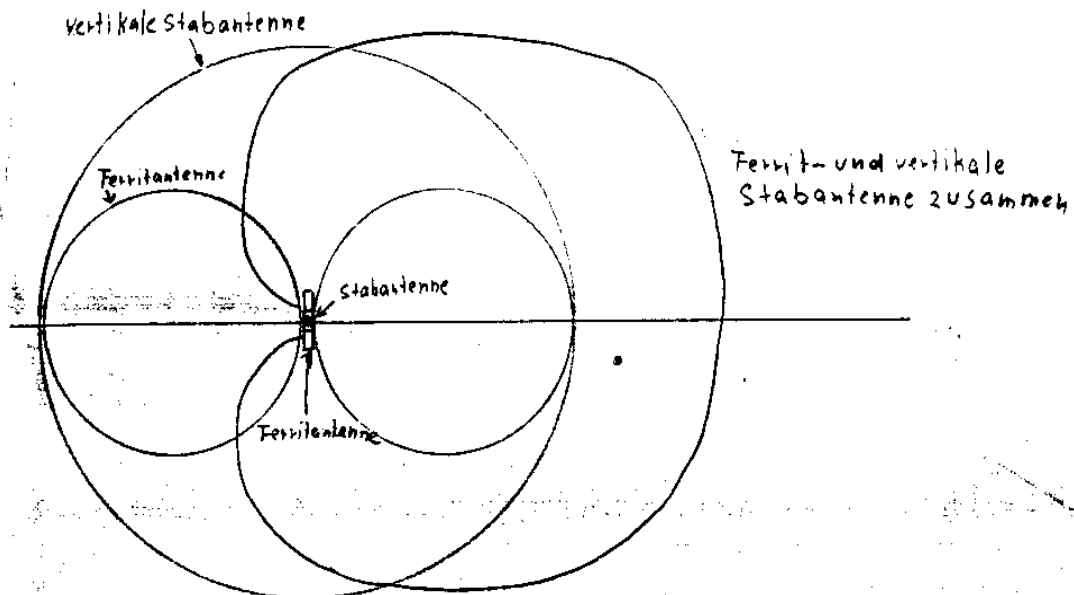 vertikale Stabantenne
Ferritantenne
Ferrit- und vertikale
Stabantenne zusammen
Stabantenne
Ferritantenne